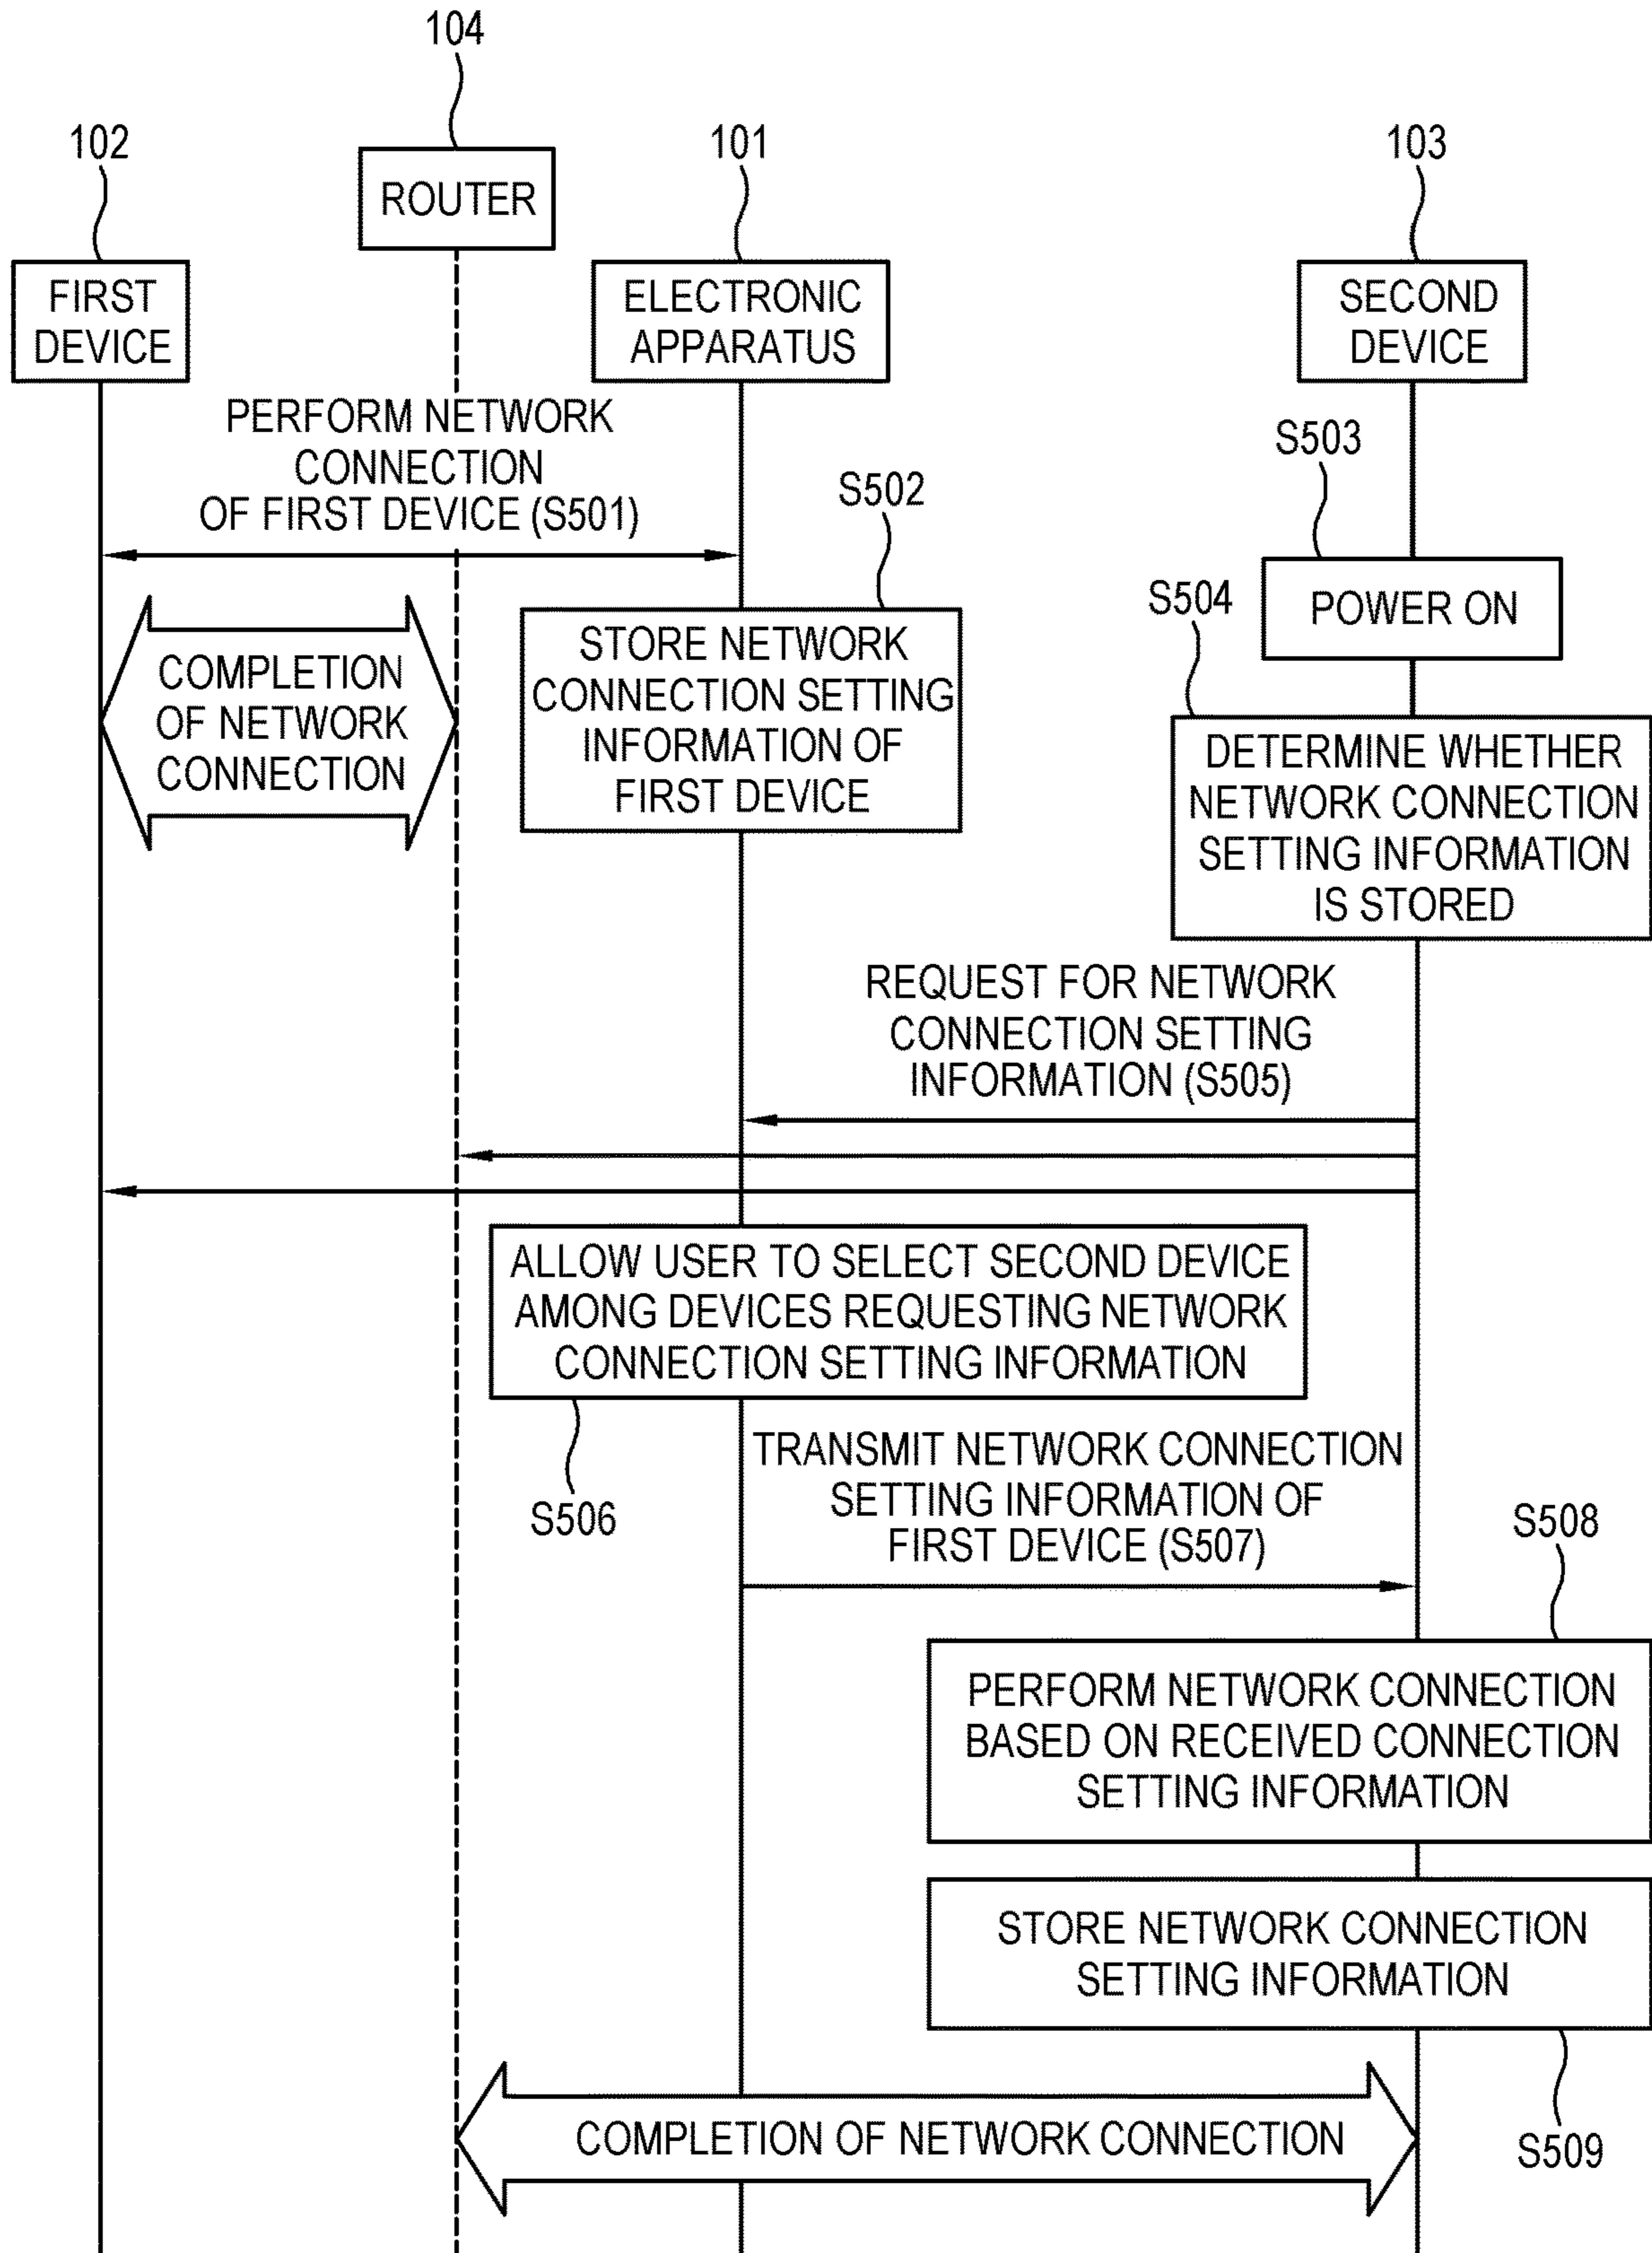 104
102
101
103
ROUTER
FIRST
DEVICE
ELECTRONIC
APPARATUS
SECOND
DEVICE
PERFORM NETWORK
CONNECTION
OF FIRST DEVICE (S501)
S502
S503
S504
POWER ON
COMPLETION
OF NETWORK
CONNECTION
STORE NETWORK
CONNECTION SETTING
INFORMATION OF
FIRST DEVICE
DETERMINE WHETHER
NETWORK CONNECTION
SETTING INFORMATION
IS STORED
REQUEST FOR NETWORK
CONNECTION SETTING
INFORMATION (S505)
ALLOW USER TO SELECT SECOND DEVICE
AMONG DEVICES REQUESTING NETWORK
CONNECTION SETTING INFORMATION
S506
TRANSMIT NETWORK CONNECTION
SETTING INFORMATION OF
FIRST DEVICE (S507)
S508
PERFORM NETWORK CONNECTION
BASED ON RECEIVED CONNECTION
SETTING INFORMATION
STORE NETWORK CONNECTION
SETTING INFORMATION
S509
COMPLETION OF NETWORK CONNECTION